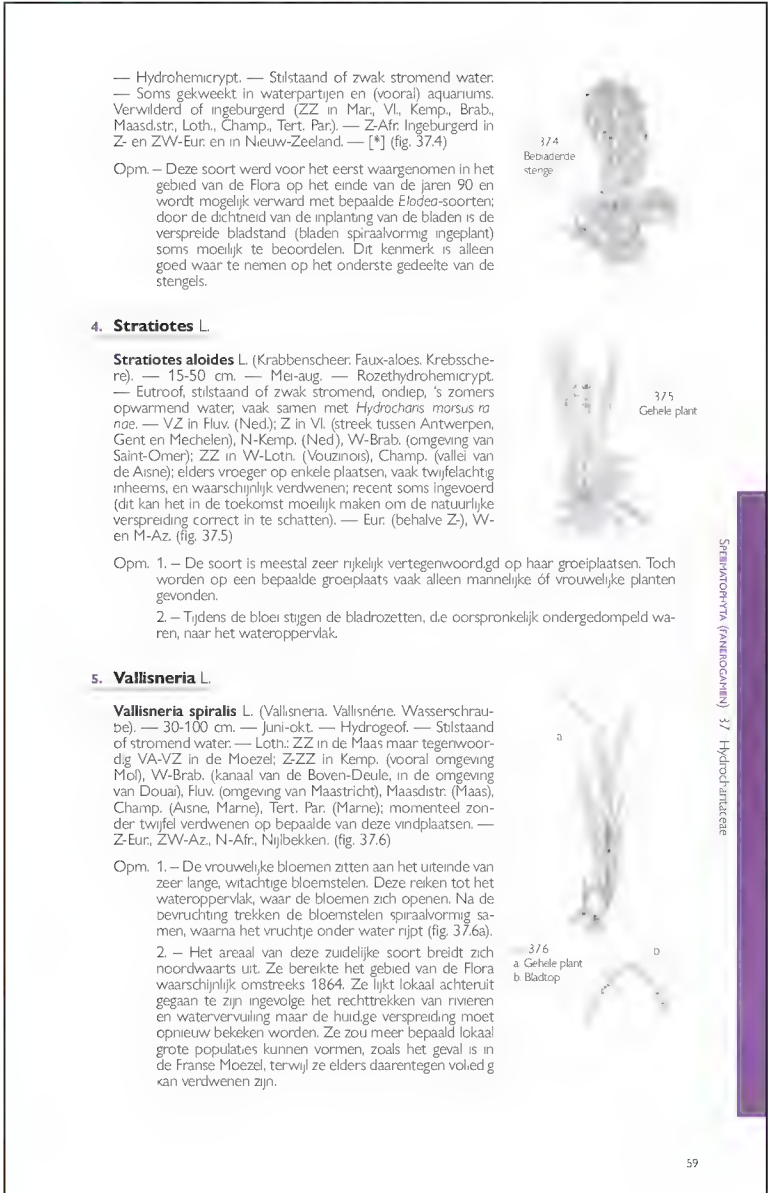 — Hydrohemicrypt. — Stilstaand of zwak stromend water.
— Soms gekweekt in waterpartijen en (vooral) aquariums.
Verwilderd of ingeburgerd (ZZ in Mar., Vl., Kemp., Brab.,
Maasdistr., Loth., Champ., Tert. Par.). — Z-Afr. Ingeburgerd in
Z- en ZW-Eur. en in Nieuw-Zeeland. — [*] (fig. 37.4)
Opm. – Deze soort werd voor het eerst waargenomen in het
gebied van de Flora op het einde van de jaren 90 en
wordt mogelijk verward met bepaalde Elodea-soorten;
door de dichtheid van de inplanting van de bladen is de
verspreide bladstand (bladen spiraalvormig ingeplant)
soms moeilijk te beoordelen. Dit kenmerk is alleen
goed waar te nemen op het onderste gedeelte van de
stengels.
37.4
Bebladerde
stengel
4. Stratiotes L.
Stratiotes aloides L. (Krabbenscheer. Faux-aloes. Krebssche-
re). — 15-50 cm. — Mei-aug. — Rozethydrohemicrypt.
— Eutroof, stilstaand of zwak stromend, ondiep, ‘s zomers
opwarmend water, vaak samen met Hydrocharis morsus ra
nae. — VZ in Fluv. (Ned.); Z in Vl. (streek tussen Antwerpen,
Gent en Mechelen), N-Kemp. (Ned), W-Brab. (omgeving van
Saint-Omer); ZZ in W-Loth. (Vouzinois), Champ. (vallei van
de Aisne); elders vroeger op enkele plaatsen, vaak twijfelachtig
inheems, en waarschijnlijk verdwenen; recent soms ingevoerd
(dit kan het in de toekomst moeilijk maken om de natuurlijke
verspreiding correct in te schatten). — Eur. (behalve Z-), W-
en M-Az. (fig. 37.5)
37.5
Gehele plant
Opm. 1. – De soort is meestal zeer rijkelijk vertegenwoordigd op haar groeiplaatsen. Toch
worden op een bepaalde groeiplaats vaak alleen mannelijke óf vrouwelijke planten
gevonden.
2. – Tijdens de bloei stijgen de bladrozetten, die oorspronkelijk ondergedompeld wa-
ren, naar het wateroppervlak.
5. Vallisneria L.
Vallisneria spiralis L. (Vallisneria. Vallisnérie. Wasserschrau-
be). — 30-100 cm. — Juni-okt. — Hydrogeof. — Stilstaand
of stromend water. — Loth.: ZZ in de Maas maar tegenwoor-
dig VA-VZ in de Moezel; Z-ZZ in Kemp. (vooral omgeving
Mol), W-Brab. (kanaal van de Boven-Deule, in de omgeving
van Douai), Fluv. (omgeving van Maastricht), Maasdistr. (Maas),
Champ. (Aisne, Marne), Tert. Par. (Marne); momenteel zon-
der twijfel verdwenen op bepaalde van deze vindplaatsen. —
Z-Eur., ZW-Az., N-Afr., Nijlbekken. (fig. 37.6)
Opm. 1. – De vrouwelijke bloemen zitten aan het uiteinde van
zeer lange, witachtige bloemstelen. Deze reiken tot het
wateroppervlak, waar de bloemen zich openen. Na de
bevruchting trekken de bloemstelen spiraalvormig sa-
men, waarna het vruchtje onder water rijpt (fig. 37.6a).
2. – Het areaal van deze zuidelijke soort breidt zich
noordwaarts uit. Ze bereikte het gebied van de Flora
waarschijnlijk omstreeks 1864. Ze lijkt lokaal achteruit
gegaan te zijn ingevolge het rechttrekken van rivieren
en watervervuiling maar de huidige verspreiding moet
opnieuw bekeken worden. Ze zou meer bepaald lokaal
grote populaties kunnen vormen, zoals het geval is in
de Franse Moezel, terwijl ze elders daarentegen volledig
kan verdwenen zijn.
a
37.6
a. Gehele plant
b. Bladtop
b
SPERMATOPHYTA (FANEROGAMEN) 37 Hydrocharitaceae
59